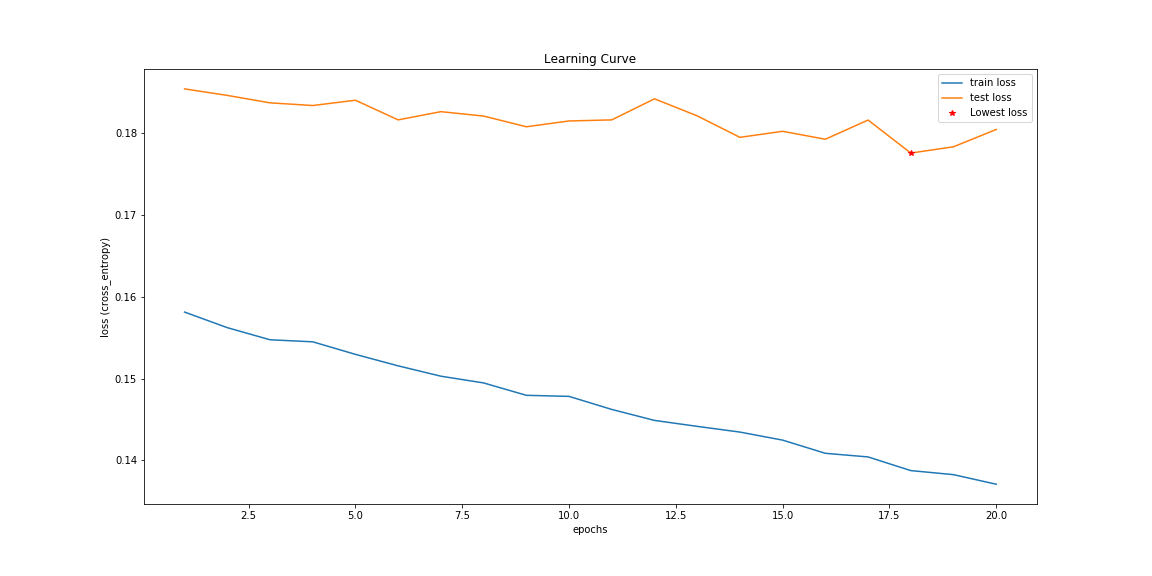 Learning Curve
train loss
test loss
Lowest loss
0.18
0.17
0.16
0.15
0.14
loss (cross_entropy)
2.5 5.0 7.5 10.0 12.5 15.0 17.5 20.0
epochs